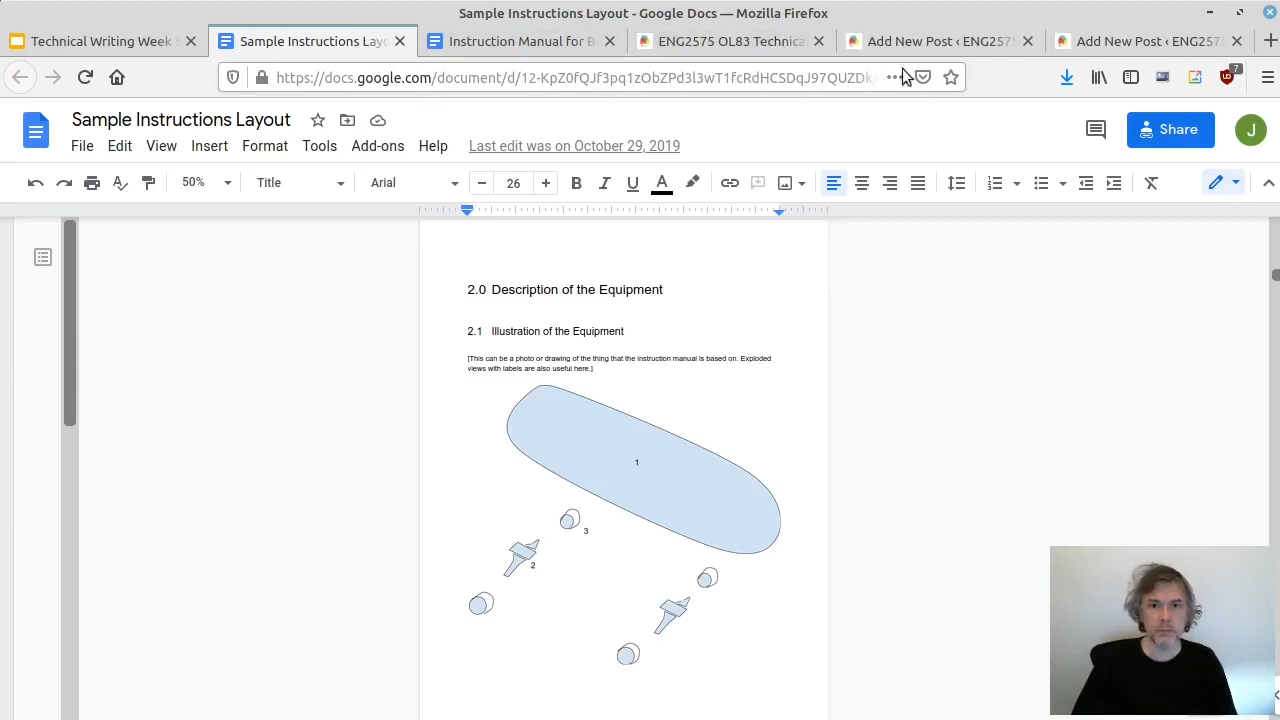 Sample Instructions Layout - Google Docs — Mozilla Firefox
Technical Writing Week
Sample Instructions Layo
Instruction Manual for B
ENG2575 OL83 Technica
Add New Post ‹ ENG2575
Add New Post ‹ ENG2575
https://docs.google.com/document/d/12-KpZ0fQJf3pq1zObZPd3l3wT1fcRdHCSDqJ97QUZDk/
7
Sample Instructions Layout
Share
J
File Edit View Insert Format Tools Add-ons Help Last edit was on October 29, 2019
50% Title Arial 26
2.0 Description of the Equipment
2.1 Illustration of the Equipment
[This can be a photo or drawing of the thing that the instruction manual is based on. Exploded
views with labels are also useful here.]
1
3
2